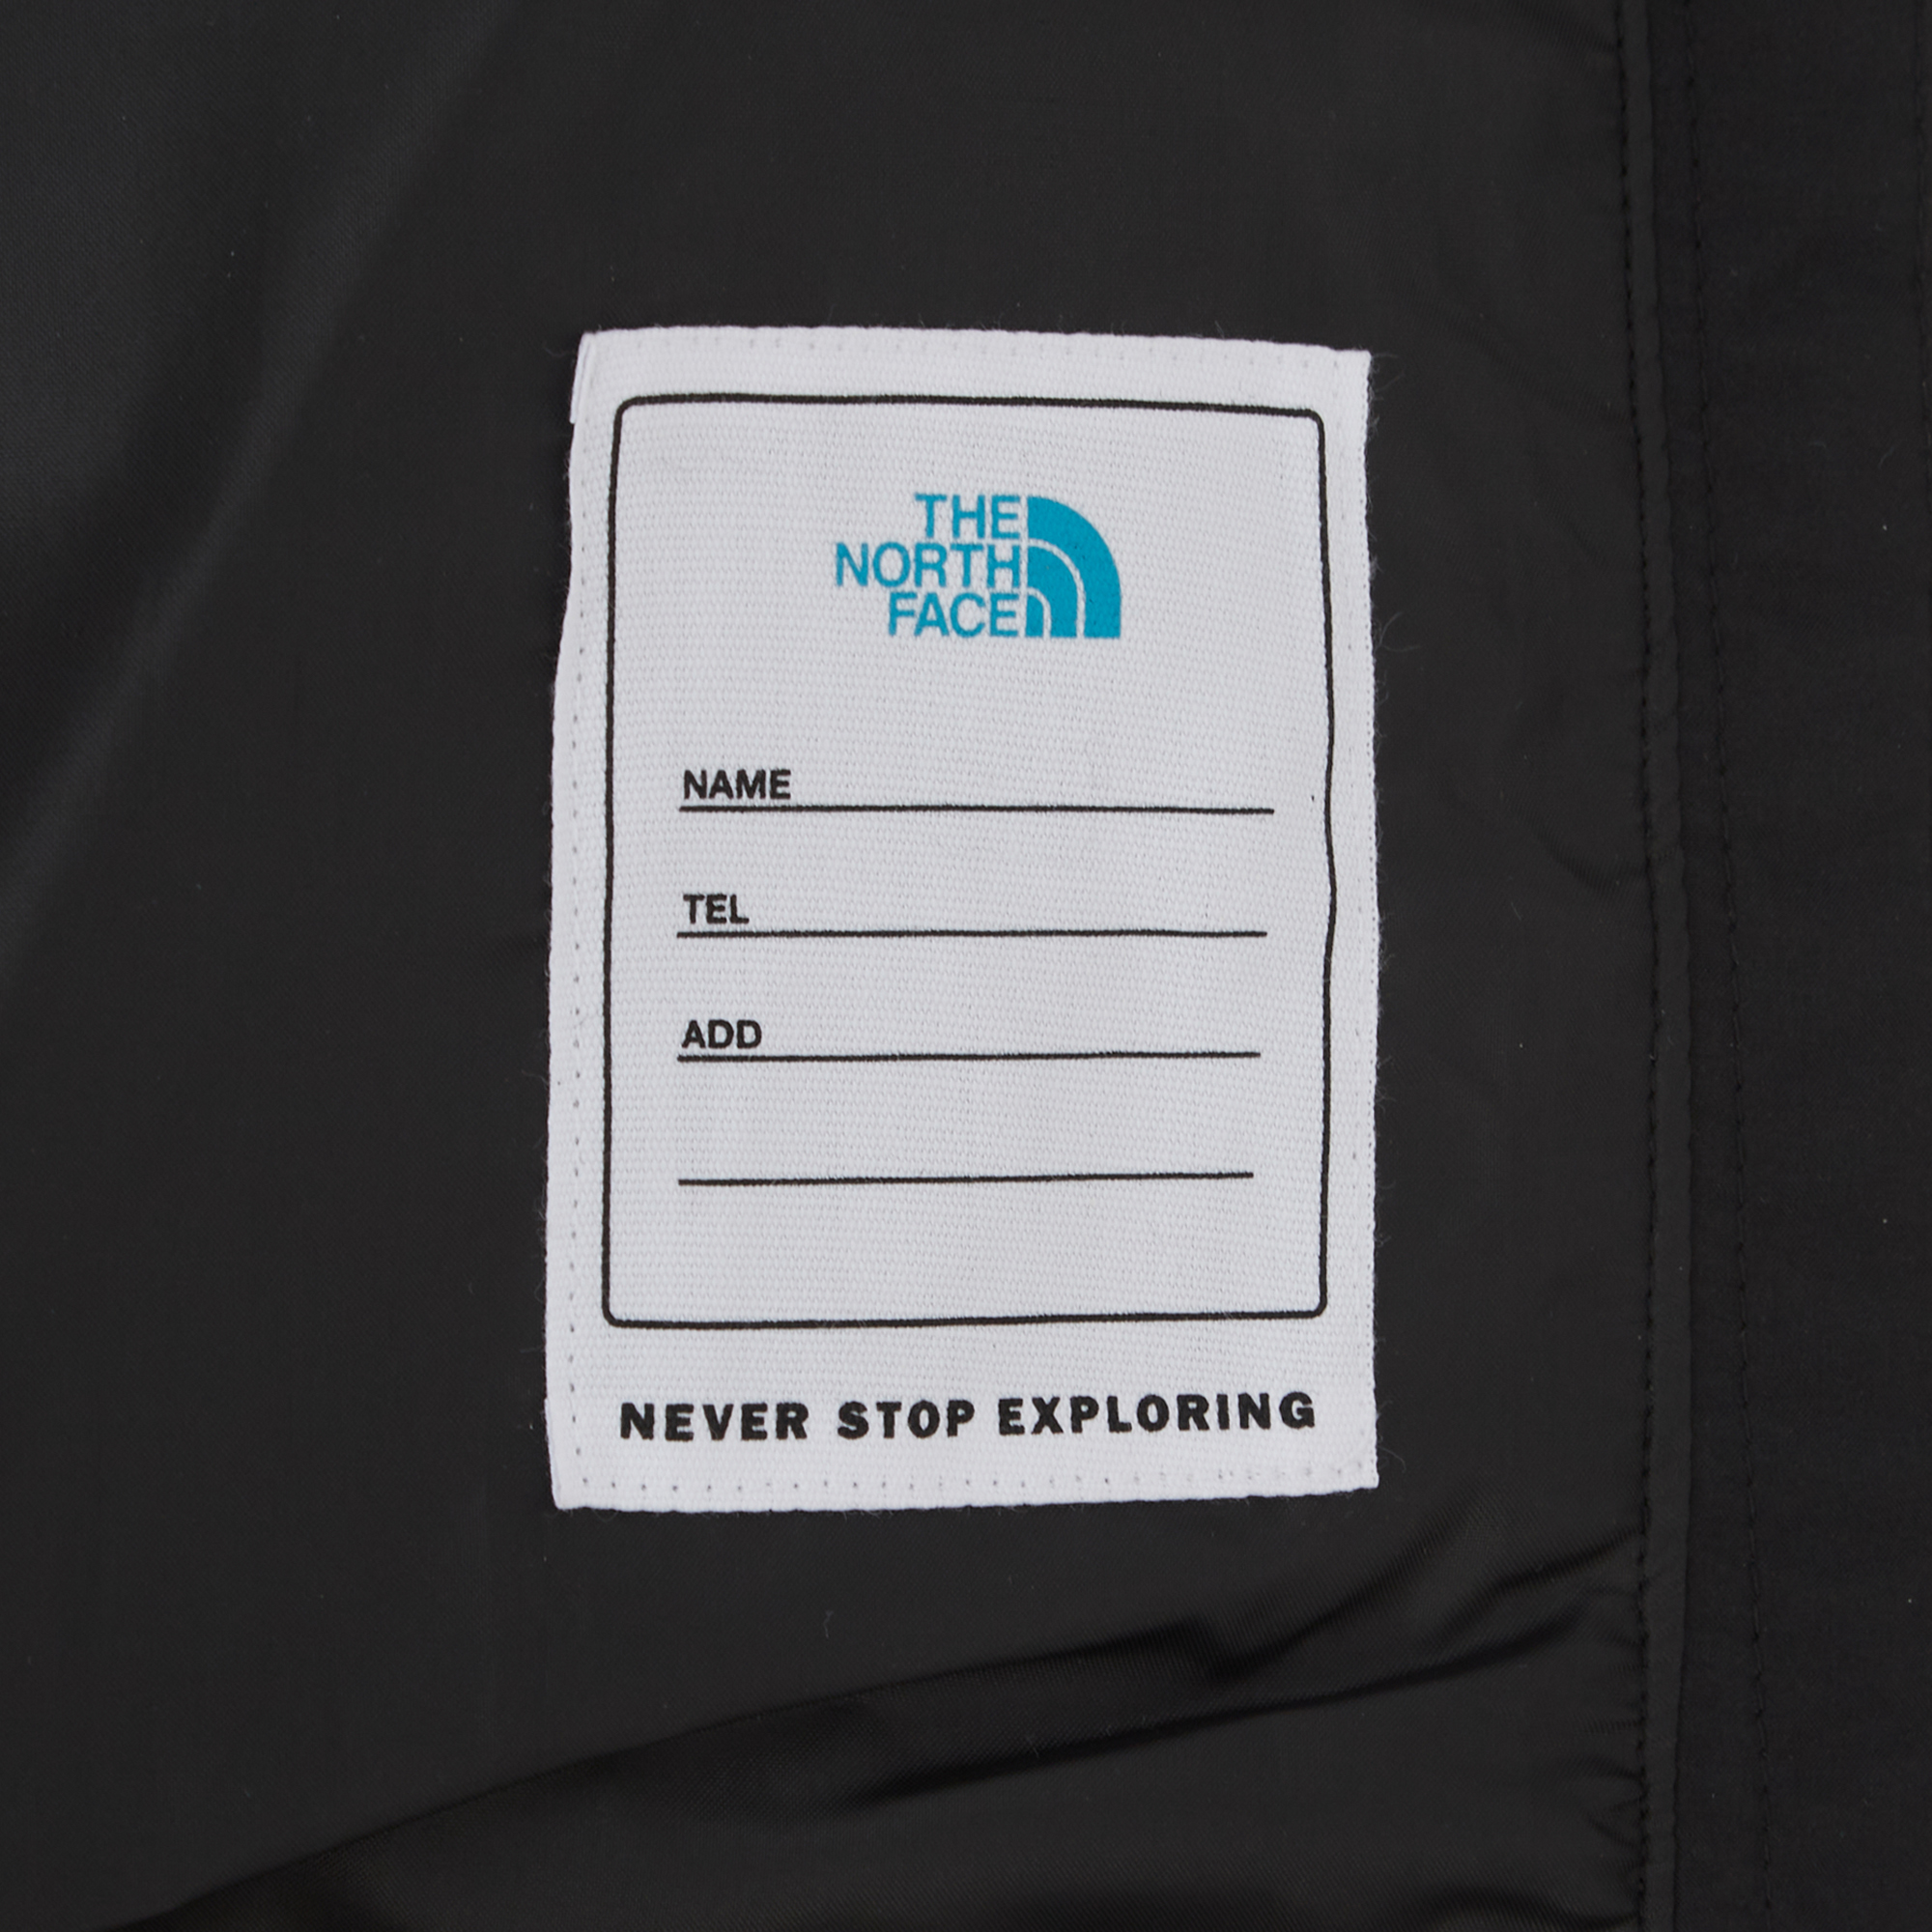 THE
NORTH
FACE
NAME
TEL
ADD
NEVER STOP EXPLORING